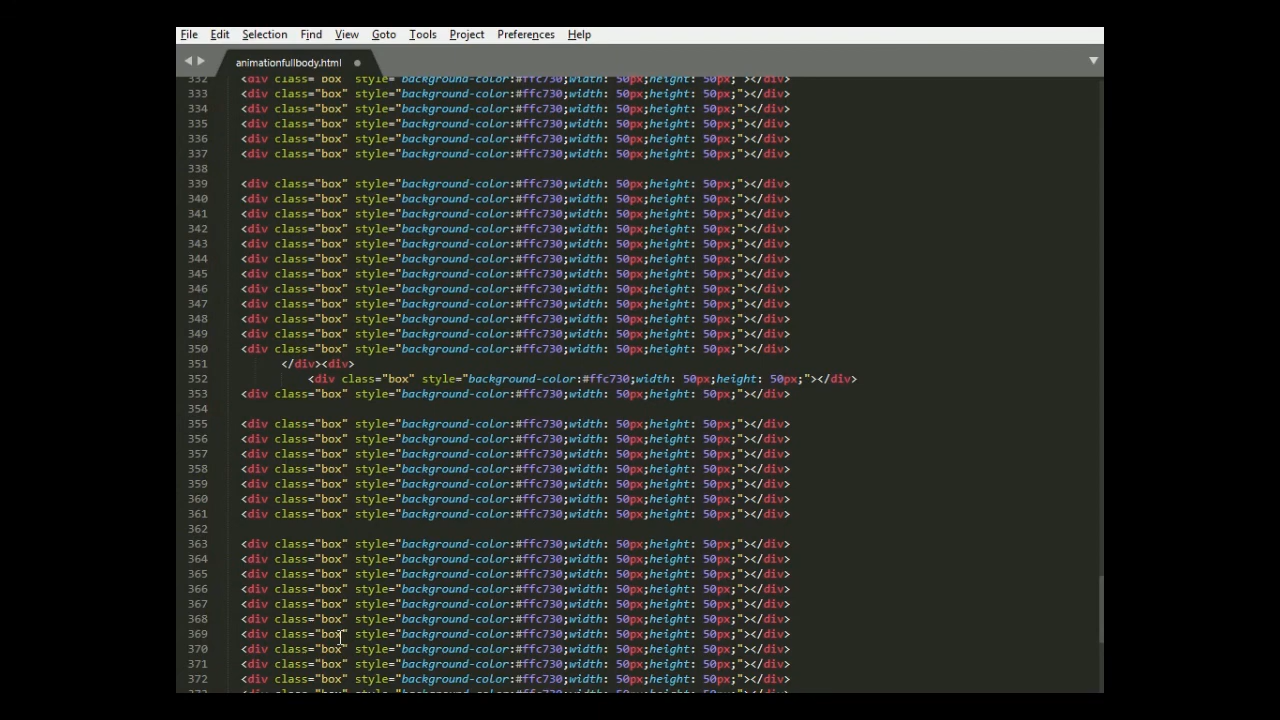 File Edit Selection Find View Goto Tools Project Preferences Help
animationfullbody.html
332 <div class="box" style="background-color:#ffc730;width: 50px;height: 50px;"></div>
333 <div class="box" style="background-color:#ffc730;width: 50px;height: 50px;"></div>
334 <div class="box" style="background-color:#ffc730;width: 50px;height: 50px;"></div>
335 <div class="box" style="background-color:#ffc730;width: 50px;height: 50px;"></div>
336 <div class="box" style="background-color:#ffc730;width: 50px;height: 50px;"></div>
337 <div class="box" style="background-color:#ffc730;width: 50px;height: 50px;"></div>
338
339 <div class="box" style="background-color:#ffc730;width: 50px;height: 50px;"></div>
340 <div class="box" style="background-color:#ffc730;width: 50px;height: 50px;"></div>
341 <div class="box" style="background-color:#ffc730;width: 50px;height: 50px;"></div>
342 <div class="box" style="background-color:#ffc730;width: 50px;height: 50px;"></div>
343 <div class="box" style="background-color:#ffc730;width: 50px;height: 50px;"></div>
344 <div class="box" style="background-color:#ffc730;width: 50px;height: 50px;"></div>
345 <div class="box" style="background-color:#ffc730;width: 50px;height: 50px;"></div>
346 <div class="box" style="background-color:#ffc730;width: 50px;height: 50px;"></div>
347 <div class="box" style="background-color:#ffc730;width: 50px;height: 50px;"></div>
348 <div class="box" style="background-color:#ffc730;width: 50px;height: 50px;"></div>
349 <div class="box" style="background-color:#ffc730;width: 50px;height: 50px;"></div>
350 <div class="box" style="background-color:#ffc730;width: 50px;height: 50px;"></div>
351 </div><div>
352 <div class="box" style="background-color:#ffc730;width: 50px;height: 50px;"></div>
353 <div class="box" style="background-color:#ffc730;width: 50px;height: 50px;"></div>
354
355 <div class="box" style="background-color:#ffc730;width: 50px;height: 50px;"></div>
356 <div class="box" style="background-color:#ffc730;width: 50px;height: 50px;"></div>
357 <div class="box" style="background-color:#ffc730;width: 50px;height: 50px;"></div>
358 <div class="box" style="background-color:#ffc730;width: 50px;height: 50px;"></div>
359 <div class="box" style="background-color:#ffc730;width: 50px;height: 50px;"></div>
360 <div class="box" style="background-color:#ffc730;width: 50px;height: 50px;"></div>
361 <div class="box" style="background-color:#ffc730;width: 50px;height: 50px;"></div>
362
363 <div class="box" style="background-color:#ffc730;width: 50px;height: 50px;"></div>
364 <div class="box" style="background-color:#ffc730;width: 50px;height: 50px;"></div>
365 <div class="box" style="background-color:#ffc730;width: 50px;height: 50px;"></div>
366 <div class="box" style="background-color:#ffc730;width: 50px;height: 50px;"></div>
367 <div class="box" style="background-color:#ffc730;width: 50px;height: 50px;"></div>
368 <div class="box" style="background-color:#ffc730;width: 50px;height: 50px;"></div>
369 <div class="box" style="background-color:#ffc730;width: 50px;height: 50px;"></div>
370 <div class="box" style="background-color:#ffc730;width: 50px;height: 50px;"></div>
371 <div class="box" style="background-color:#ffc730;width: 50px;height: 50px;"></div>
372 <div class="box" style="background-color:#ffc730;width: 50px;height: 50px;"></div>